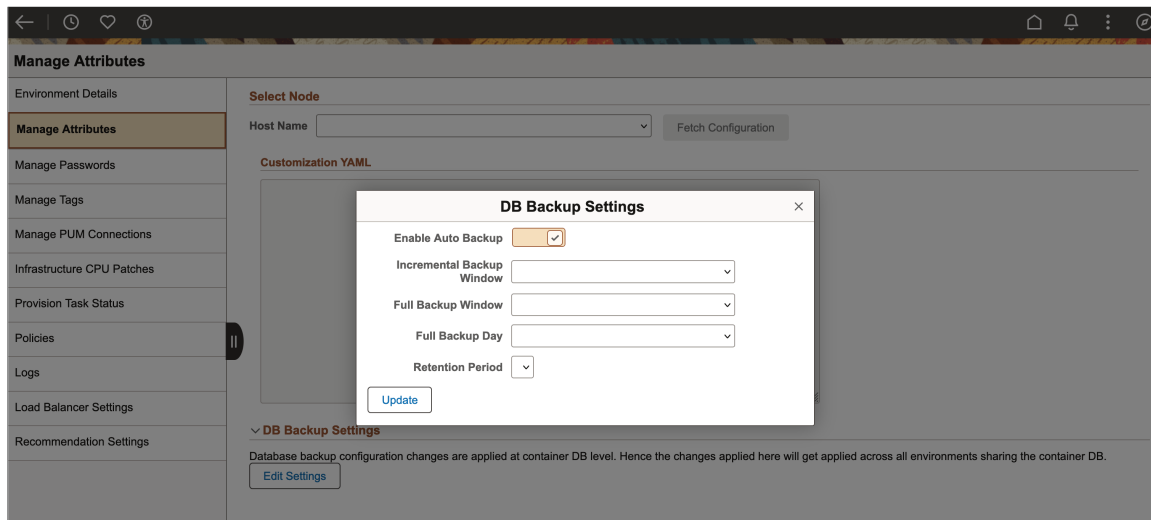 Manage Attributes
Environment Details
Manage Attributes
Manage Passwords
Manage Tags
Manage PUM Connections
Infrastructure CPU Patches
Provision Task Status
Policies
Logs
Load Balancer Settings
Recommendation Settings
Select Node
Host Name
Fetch Configuration
Customization YAML
DB Backup Settings
Enable Auto Backup
Incremental Backup
Window
Full Backup Window
Full Backup Day
Retention Period
Update
DB Backup Settings
Database backup configuration changes are applied at container DB level. Hence the changes applied here will get applied across all environments sharing the container DB.
Edit Settings